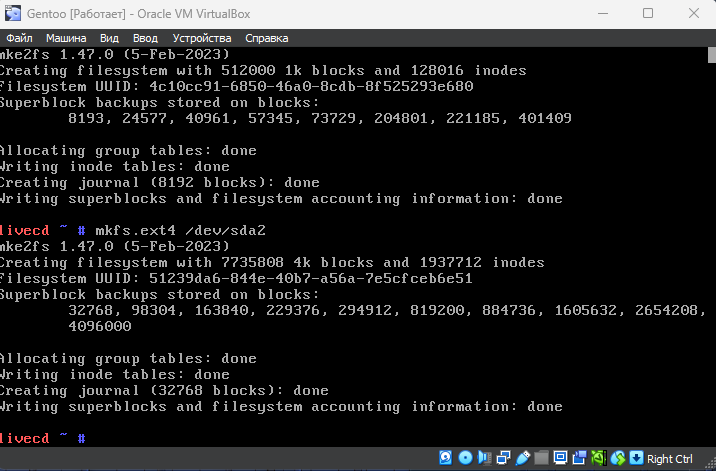 Gentoo [Работает] - Oracle VM VirtualBox
Файл Машина Вид Ввод Устройства Справка
mke2fs 1.47.0 (5-Feb-2023)
Creating filesystem with 512000 1k blocks and 128016 inodes
Filesystem UUID: 4c10cc91-6850-46a0-8cdb-8f525293e680
Superblock backups stored on blocks:
8193, 24577, 40961, 57345, 73729, 204801, 221185, 401409
Allocating group tables: done
Writing inode tables: done
Creating journal (8192 blocks): done
Writing superblocks and filesystem accounting information: done
livecd ~ # mkfs.ext4 /dev/sda2
mke2fs 1.47.0 (5-Feb-2023)
Creating filesystem with 7735808 4k blocks and 1937712 inodes
Filesystem UUID: 51239da6-844e-40b7-a56a-7e5cfceb6e51
Superblock backups stored on blocks:
32768, 98304, 163840, 229376, 294912, 819200, 884736, 1605632, 2654208,
4096000
Allocating group tables: done
Writing inode tables: done
Creating journal (32768 blocks): done
Writing superblocks and filesystem accounting information: done
livecd ~ #
Right Ctrl